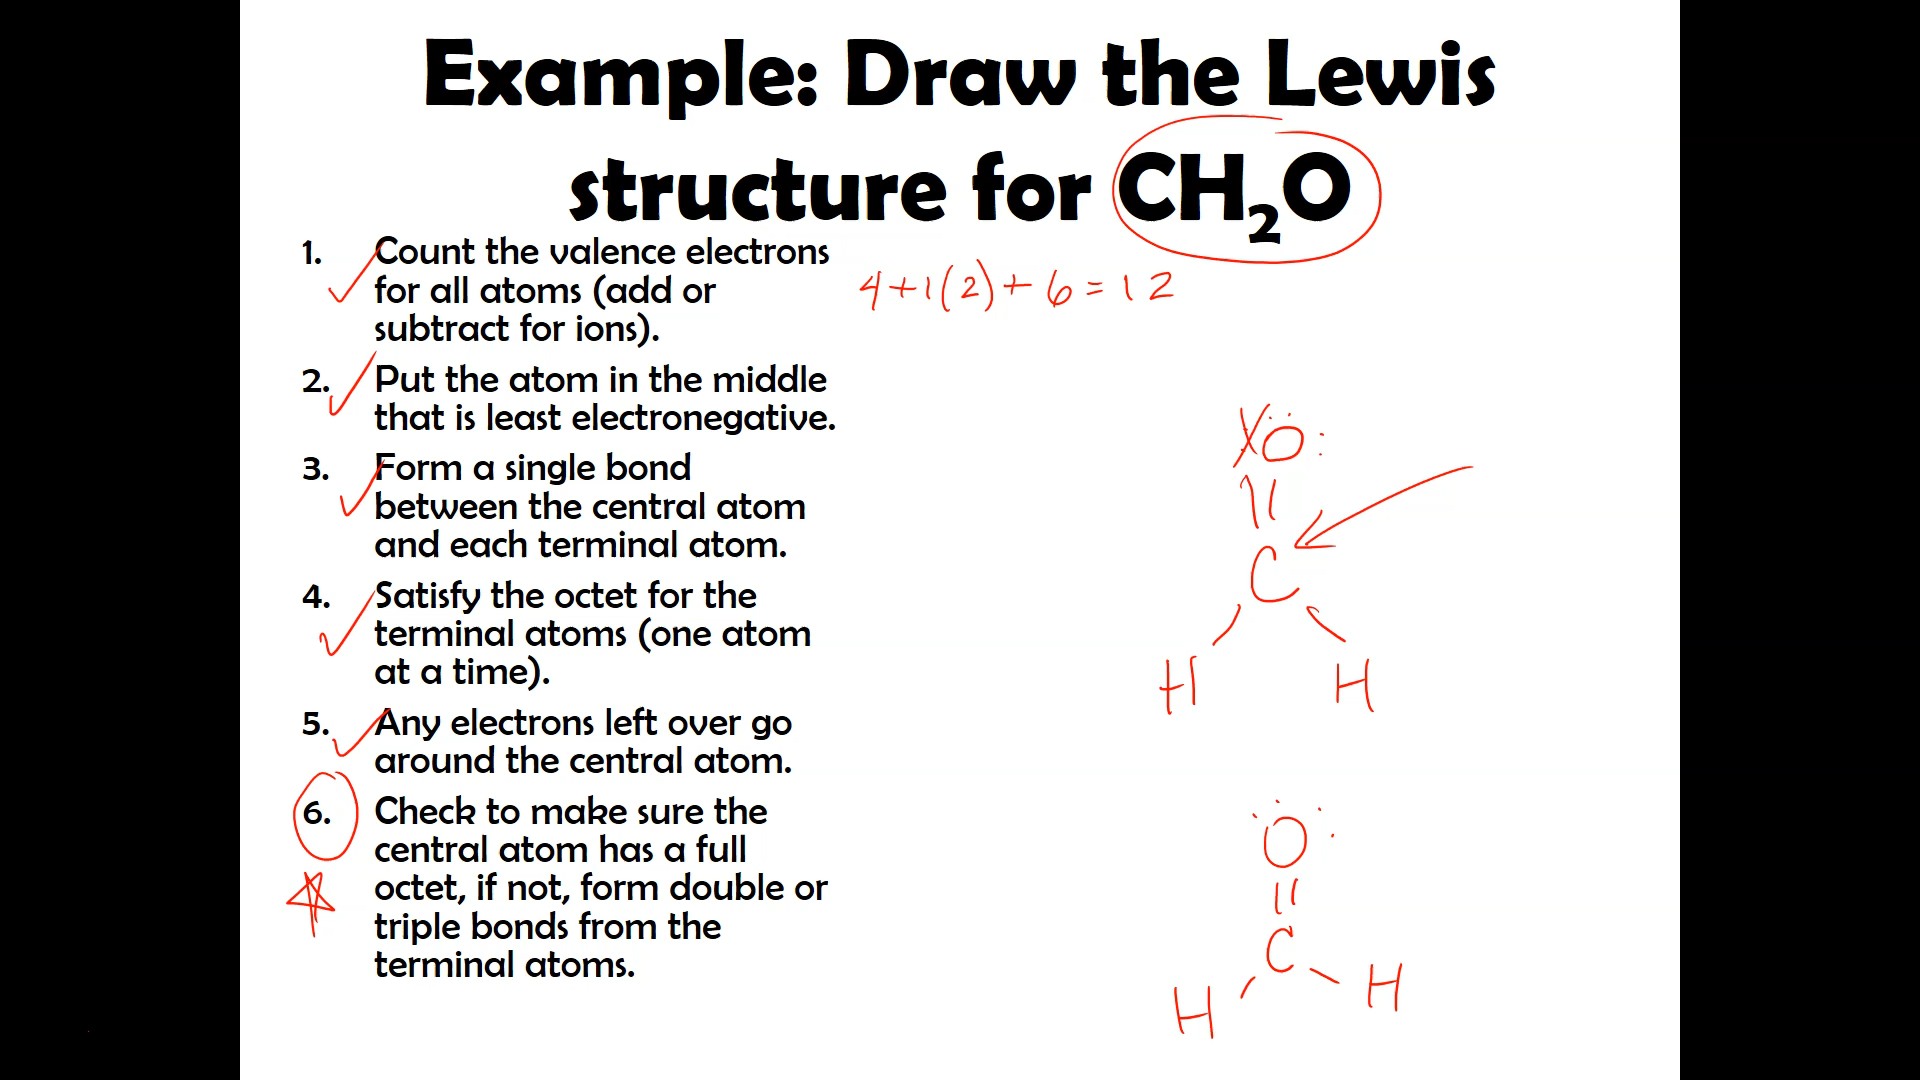 Example: Draw the Lewis
structure for CH₂O
1. Count the valence electrons
for all atoms (add or
subtract for ions).
4+1(2)+6=12
2. Put the atom in the middle
that is least electronegative.
3. Form a single bond
between the central atom
and each terminal atom.
4. Satisfy the octet for the
terminal atoms (one atom
at a time).
5. Any electrons left over go
around the central atom.
6. Check to make sure the
central atom has a full
octet, if not, form double or
triple bonds from the
terminal atoms.
O
C
H H
O
C
H H